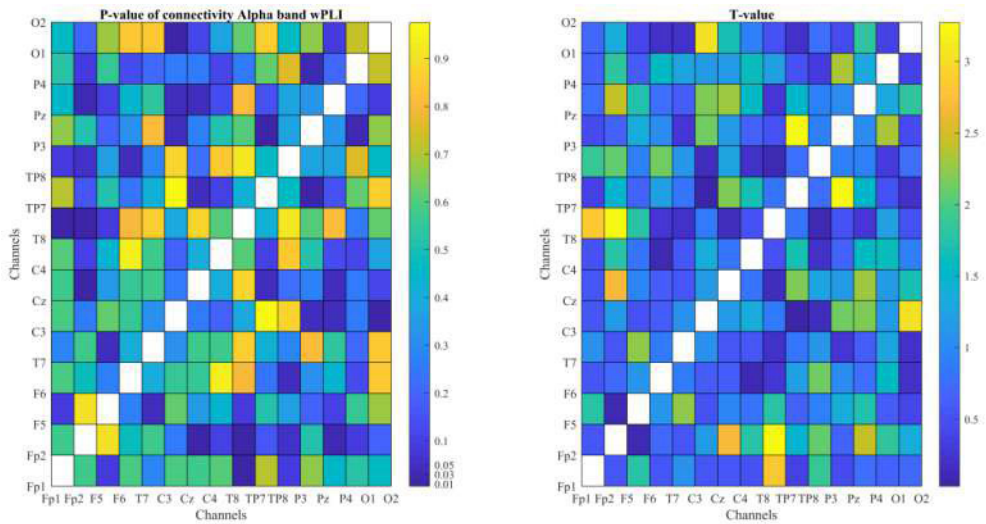 P-value of connectivity Alpha band wPLI
O2
O1
P4
Pz
P3
TP8
TP7
T8
C4
Cz
C3
T7
F6
F5
Fp2
Fp1
Channels
Fp1 Fp2 F5 F6 T7 C3 Cz C4 T8 TP7 TP8 P3 Pz P4 O1 O2
Channels
0.9
0.8
0.7
0.6
0.5
0.4
0.3
0.2
0.1
0.05
0.03
0.01
T-value
O2
O1
P4
Pz
P3
TP8
TP7
T8
C4
Cz
C3
T7
F6
F5
Fp2
Fp1
Channels
Fp1 Fp2 F5 F6 T7 C3 Cz C4 T8 TP7 TP8 P3 Pz P4 O1 O2
Channels
3
2.5
2
1.5
1
0.5